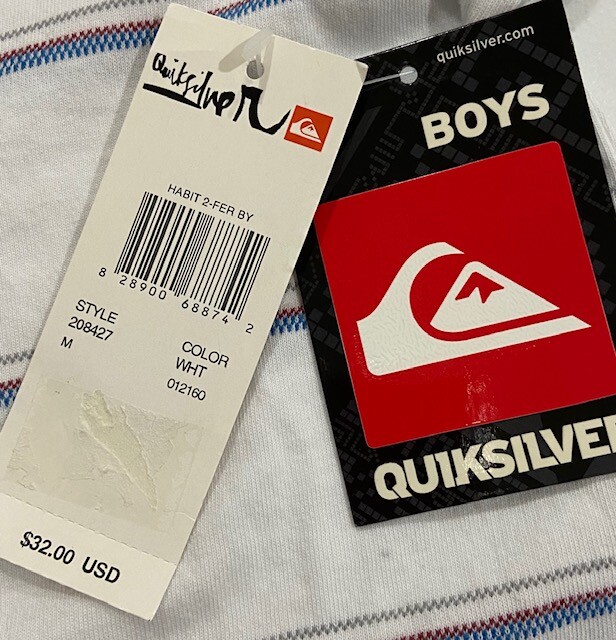 Quiksilver
HABIT 2-FER BY
8 28900 68874 2
STYLE
208427
M
COLOR
WHT
012160
$32.00 USD
quiksilver.com
BOYS
QUIKSILVER